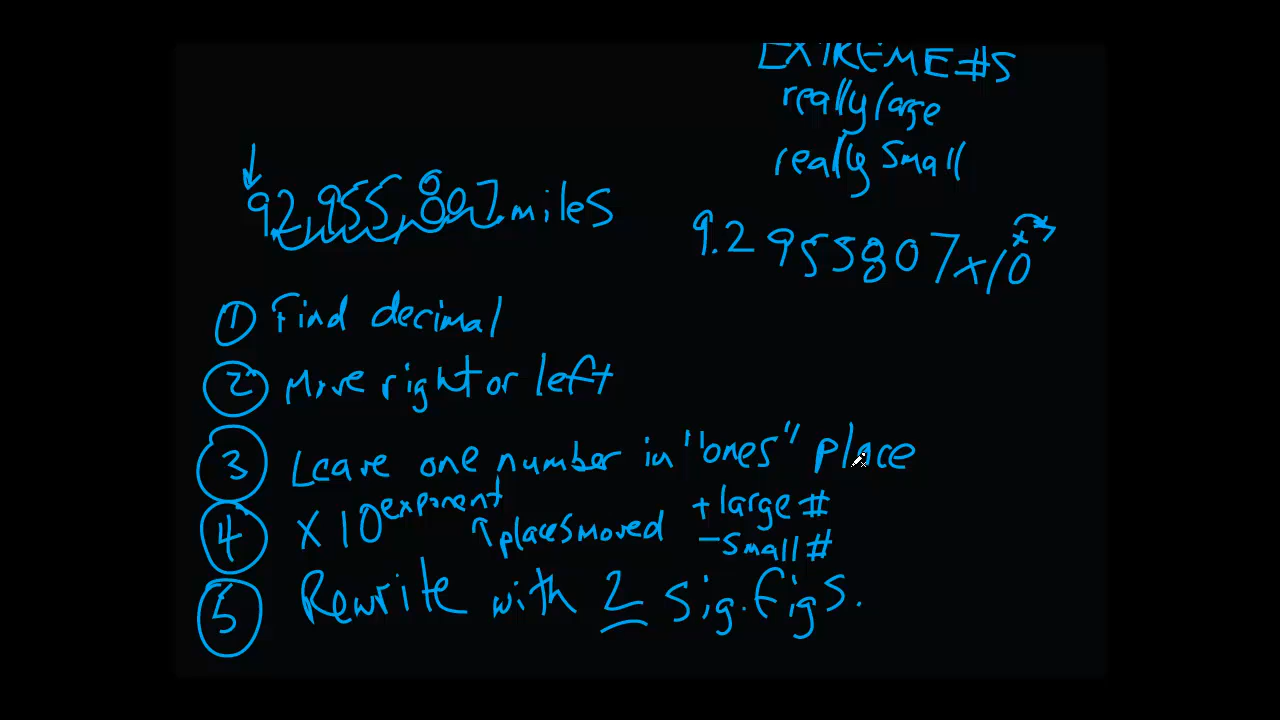 EXTREME #S
really large
really small
92,955,807. miles
9.2955807x10
① Find decimal
② Move right or left
③ Leave one number in "ones" place
④ x 10 exponent ↑ places moved + large #
- small #
⑤ Rewrite with 2 sig. figs.